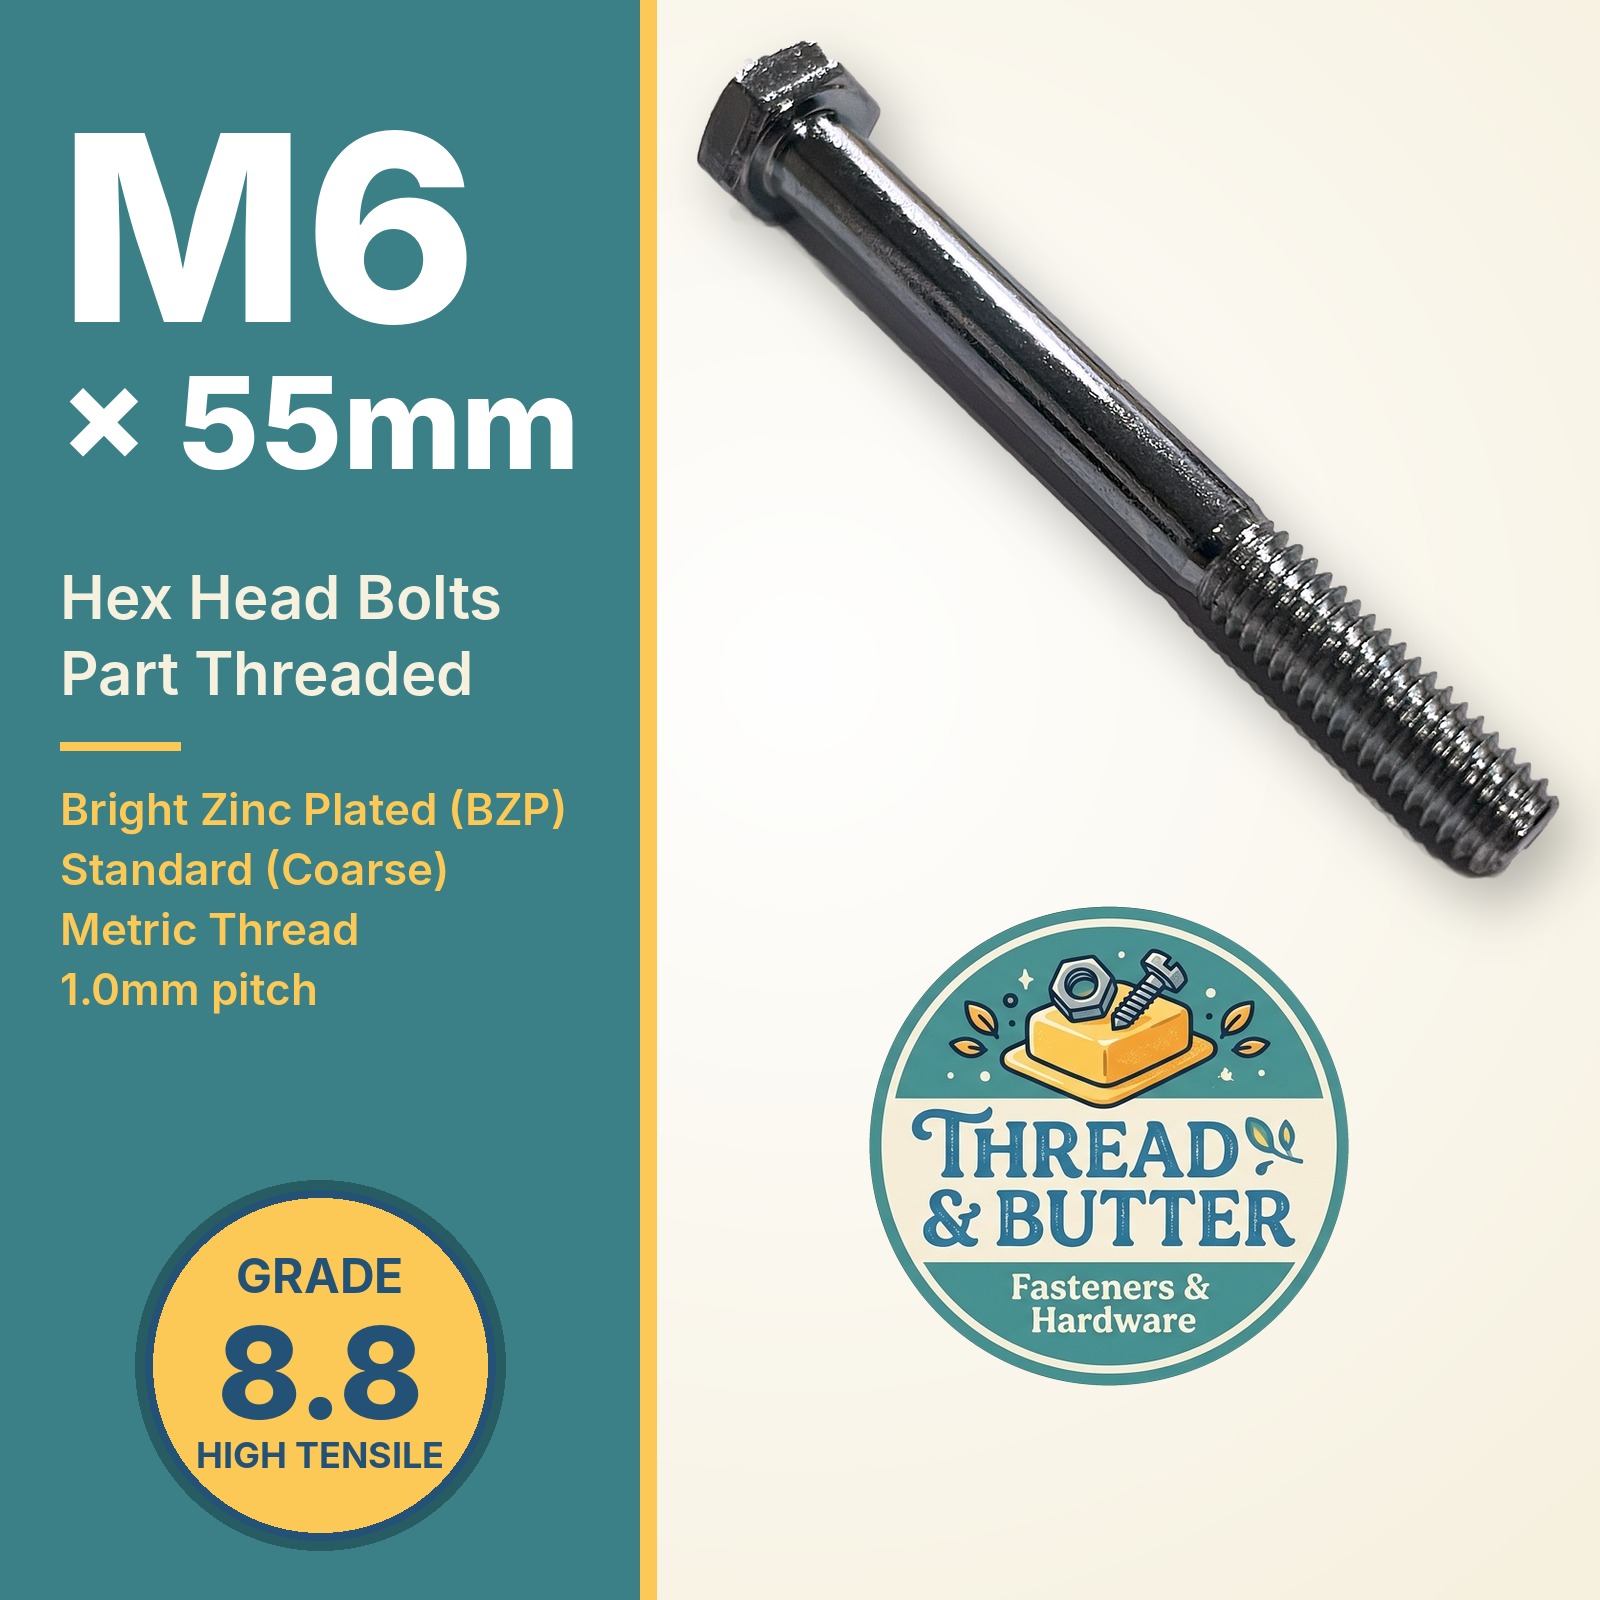 M6
× 55mm
Hex Head Bolts
Part Threaded
Bright Zinc Plated (BZP)
Standard (Coarse)
Metric Thread
1.0mm pitch
GRADE
8.8
HIGH TENSILE
THREAD
& BUTTER
Fasteners &
Hardware